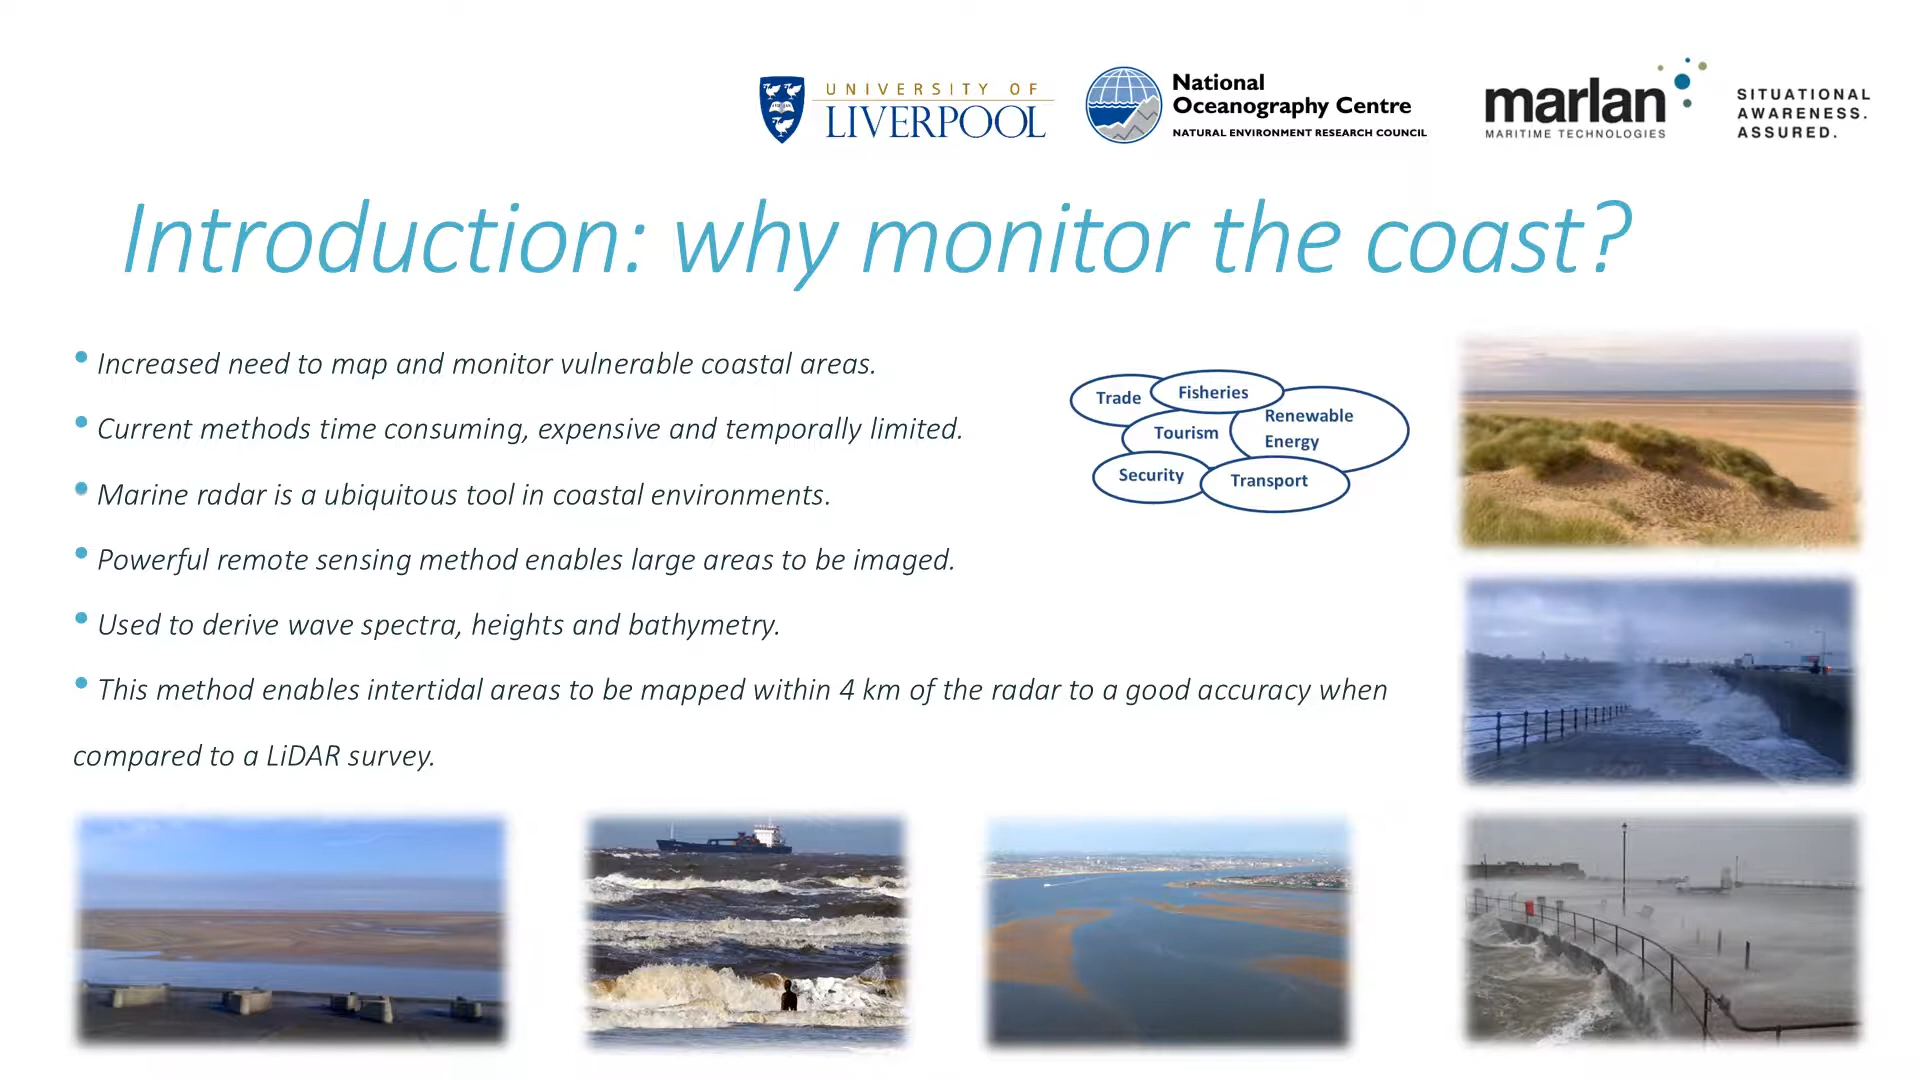 UNIVERSITY OF
LIVERPOOL
National
Oceanography Centre
NATURAL ENVIRONMENT RESEARCH COUNCIL
marlan
MARITIME TECHNOLOGIES
SITUATIONAL
AWARENESS.
ASSURED.
Introduction: why monitor the coast?
• Increased need to map and monitor vulnerable coastal areas.
• Current methods time consuming, expensive and temporally limited.
• Marine radar is a ubiquitous tool in coastal environments.
• Powerful remote sensing method enables large areas to be imaged.
• Used to derive wave spectra, heights and bathymetry.
• This method enables intertidal areas to be mapped within 4 km of the radar to a good accuracy when
compared to a LiDAR survey.
Trade
Fisheries
Renewable
Energy
Tourism
Security
Transport